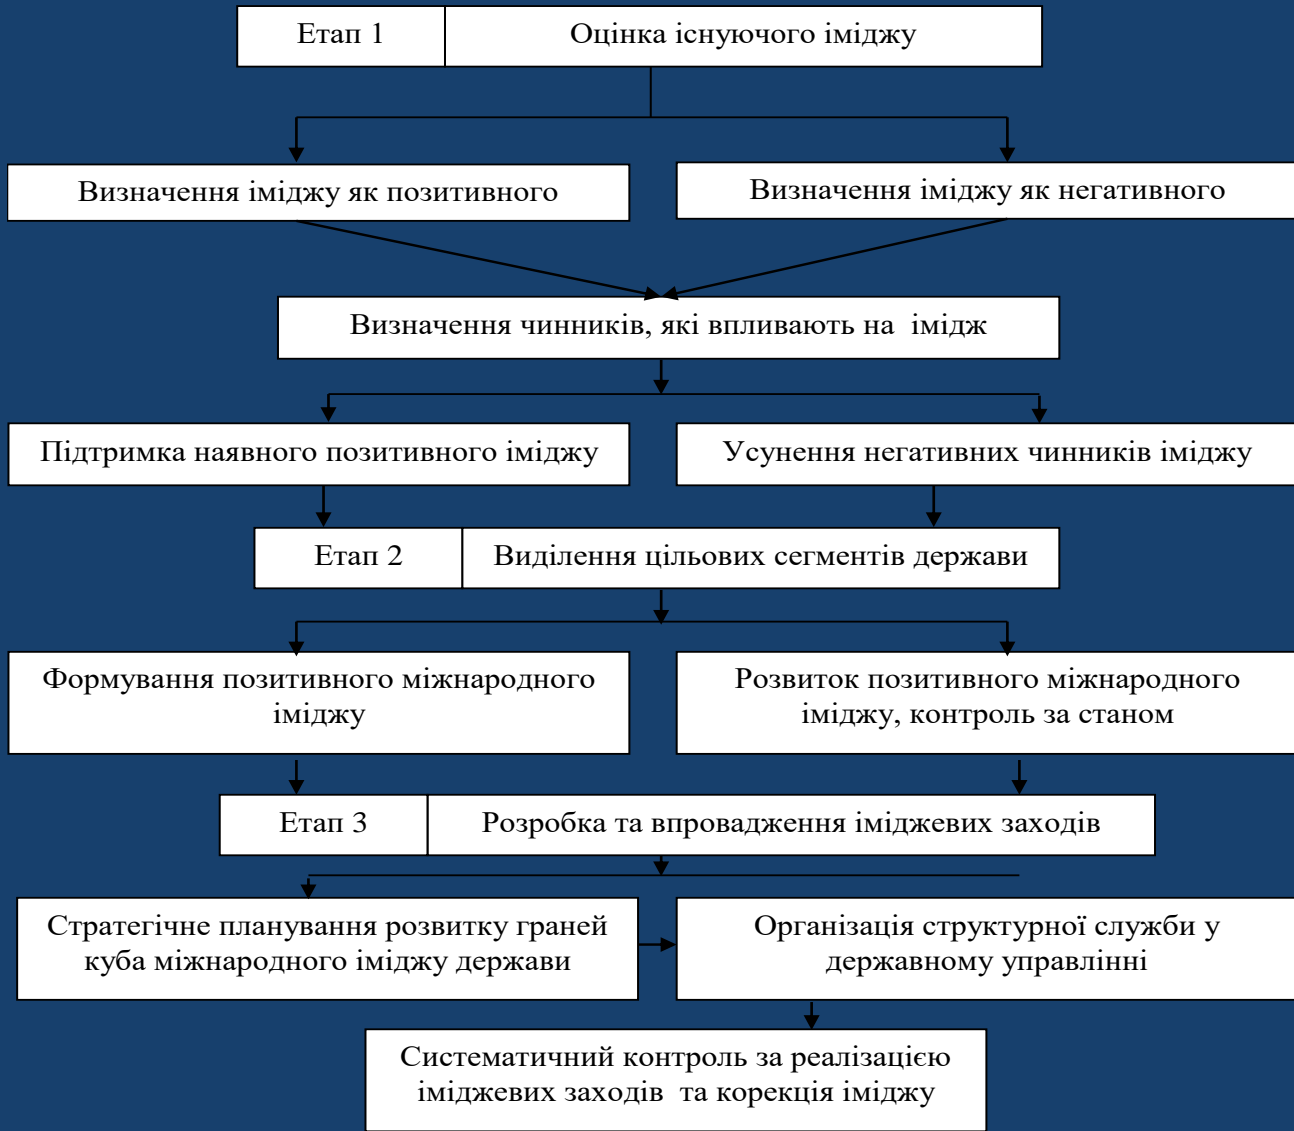 Етап 1
Оцінка існуючого іміджу
Визначення іміджу як позитивного
Визначення іміджу як негативного
Визначення чинників, які впливають на імідж
Підтримка наявного позитивного іміджу
Усунення негативних чинників іміджу
Етап 2
Виділення цільових сегментів держави
Формування позитивного міжнародного
іміджу
Розвиток позитивного міжнародного
іміджу, контроль за станом
Етап 3
Розробка та впровадження іміджевих заходів
Стратегічне планування розвитку граней
куба міжнародного іміджу держави
Організація структурної служби у
державному управлінні
Систематичний контроль за реалізацією
іміджевих заходів та корекція іміджу